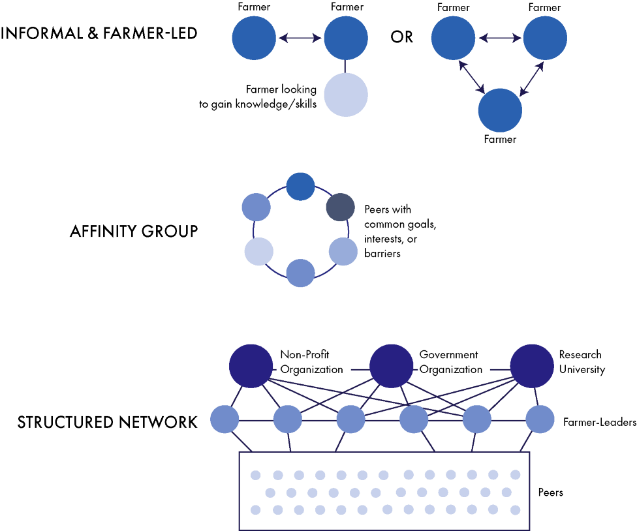 Farmer
Farmer
Farmer
Farmer
INFORMAL & FARMER-LED
OR
Farmer looking
to gain knowledge/skills
Farmer
AFFINITY GROUP
Peers with
common goals,
interests, or
barriers
Non-Profit
Organization
Government
Organization
Research
University
STRUCTURED NETWORK
Farmer-Leaders
Peers